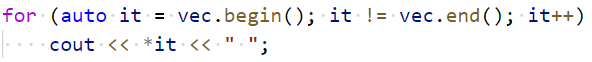 for (auto it = vec.begin(); it != vec.end(); it++)
    cout << *it << " ";